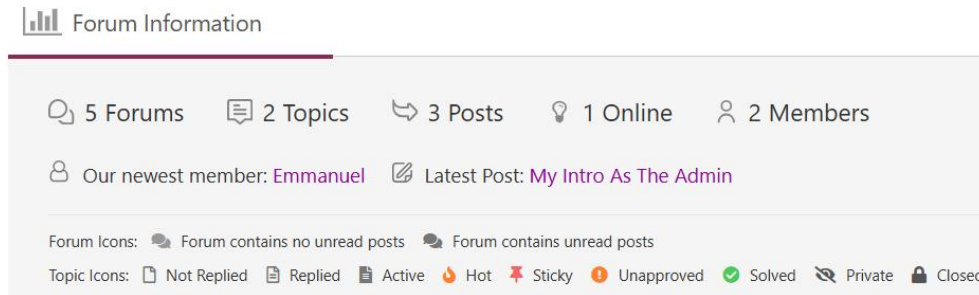 Forum Information
5 Forums 2 Topics 3 Posts 1 Online 2 Members
Our newest member: Emmanuel Latest Post: My Intro As The Admin
Forum Icons: Forum contains no unread posts Forum contains unread posts
Topic Icons: Not Replied Replied Active Hot Sticky Unapproved Solved Private Closed